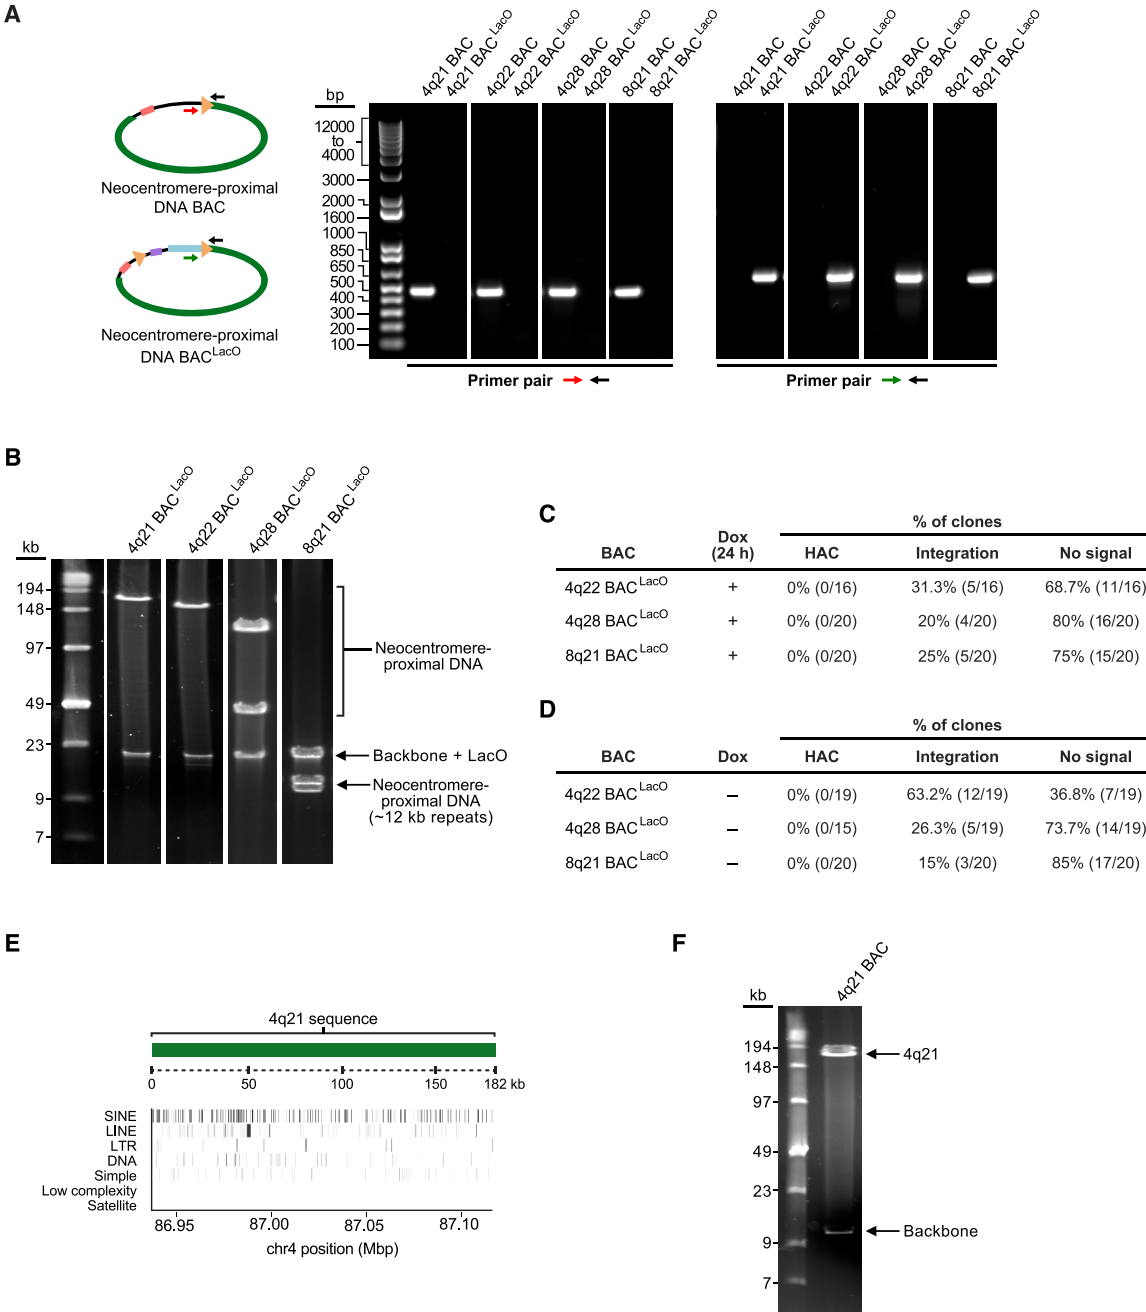 A
4q21 BAC
4q21 BAC LacO
4q22 BAC
4q22 BAC LacO
4q28 BAC
4q28 BAC LacO
8q21 BAC
8q21 BAC LacO
4q21 BAC
4q21 BAC LacO
4q22 BAC
4q22 BAC LacO
4q28 BAC
4q28 BAC LacO
8q21 BAC
8q21 BAC LacO
bp
12000
to
4000
3000
2000
1600
1000
850
650
500
400
300
200
100
Neocentromere-proximal
DNA BAC
Neocentromere-proximal
DNA BAC LacO
Primer pair
Primer pair
B
4q21 BAC LacO
4q22 BAC LacO
4q28 BAC LacO
8q21 BAC LacO
kb
194
148
97
49
23
9
7
Neocentromere-
proximal DNA
Backbone + LacO
Neocentromere-
proximal DNA
(~12 kb repeats)
C
% of clones
BAC Dox (24 h) HAC Integration No signal
4q22 BAC LacO + 0% (0/16) 31.3% (5/16) 68.7% (11/16)
4q28 BAC LacO + 0% (0/20) 20% (4/20) 80% (16/20)
8q21 BAC LacO + 0% (0/20) 25% (5/20) 75% (15/20)
D
% of clones
BAC Dox HAC Integration No signal
4q22 BAC LacO – 0% (0/19) 63.2% (12/19) 36.8% (7/19)
4q28 BAC LacO – 0% (0/15) 26.3% (5/19) 73.7% (14/19)
8q21 BAC LacO – 0% (0/20) 15% (3/20) 85% (17/20)
E
4q21 sequence
0 50 100 150 182 kb
SINE
LINE
LTR
DNA
Simple
Low complexity
Satellite
86.95 87.00 87.05 87.10
chr4 position (Mbp)
F
4q21 BAC
kb
194
148
97
49
23
9
7
4q21
Backbone